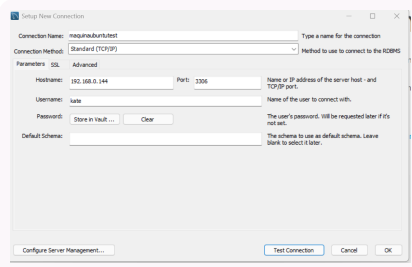 Setup New Connection
Connection Name: maquinaubuntutest Type a name for the connection
Connection Method: Standard (TCP/IP) Method to use to connect to the RDBMS
Parameters SSL Advanced
Hostname: 192.168.0.144 Port: 3306 Name or IP address of the server host - and
TCP/IP port.
Username: kate Name of the user to connect with.
Password: Store in Vault ... Clear The user's password. Will be requested later if it's
not set.
Default Schema: The schema to use as default schema. Leave
blank to select it later.
Configure Server Management... Test Connection Cancel OK